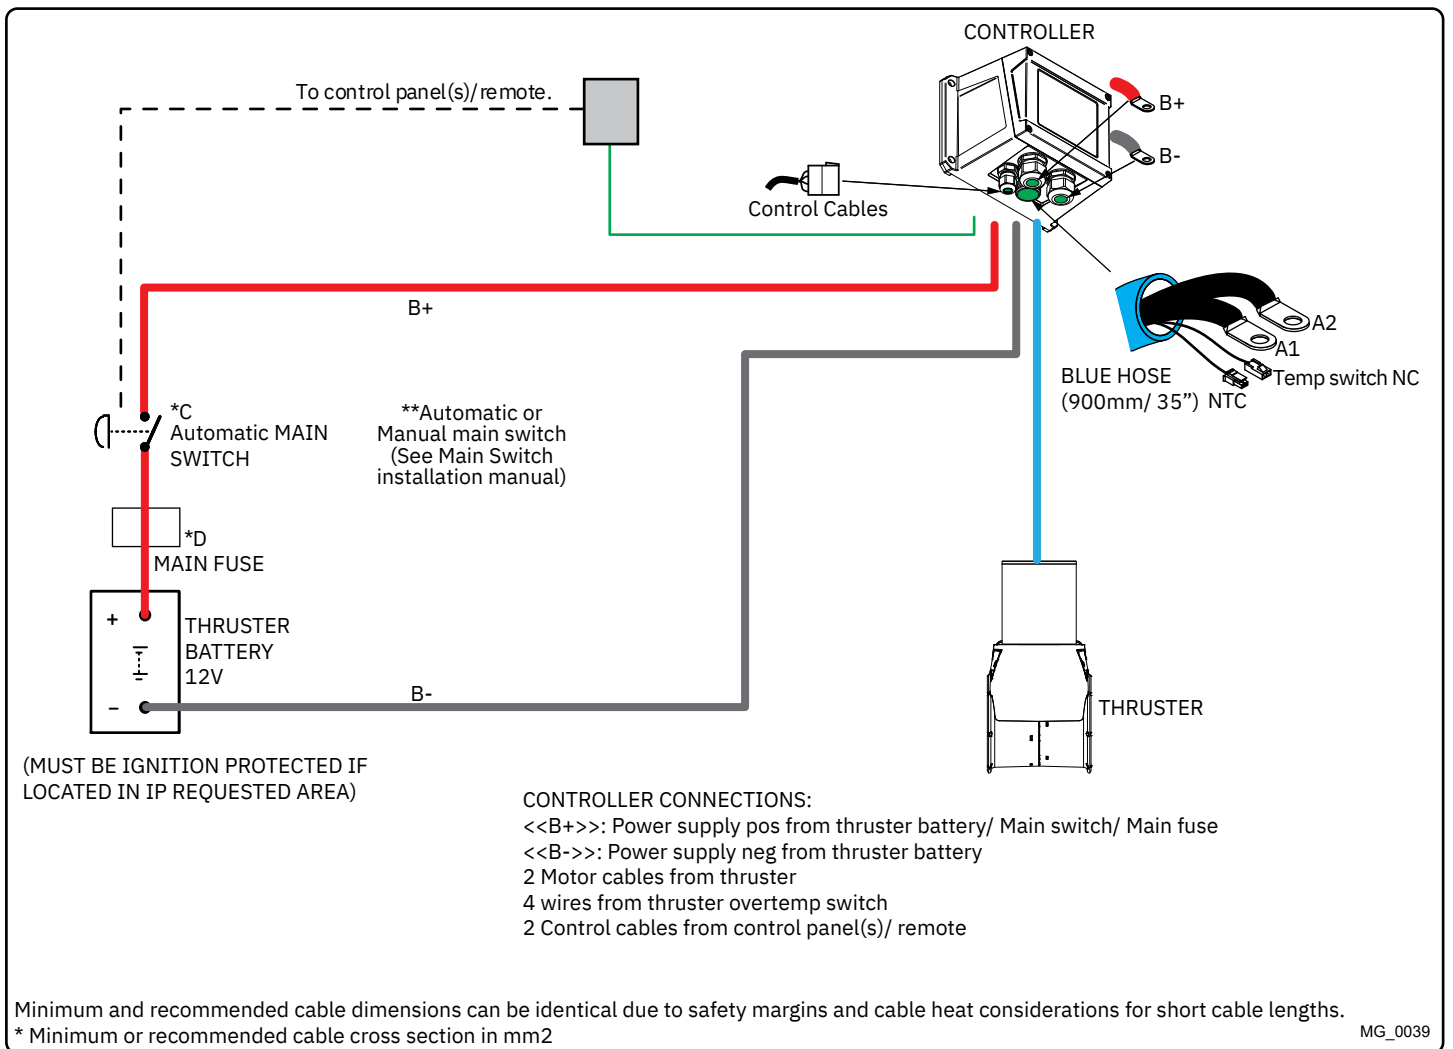 CONTROLLER
To control panel(s)/remote.
B+
B-
Control Cables
B+
A2
A1
Temp switch NC
BLUE HOSE
(900mm/ 35”) NTC
*C
Automatic MAIN
SWITCH
**Automatic or
Manual main switch
(See Main Switch
installation manual)
*D
MAIN FUSE
+
THRUSTER
BATTERY
12V
–
B-
THRUSTER
(MUST BE IGNITION PROTECTED IF
LOCATED IN IP REQUESTED AREA)
CONTROLLER CONNECTIONS:
<<B+>>: Power supply pos from thruster battery/ Main switch/ Main fuse
<<B->>: Power supply neg from thruster battery
2 Motor cables from thruster
4 wires from thruster overtemp switch
2 Control cables from control panel(s)/ remote
Minimum and recommended cable dimensions can be identical due to safety margins and cable heat considerations for short cable lengths.
* Minimum or recommended cable cross section in mm2
MG_0039